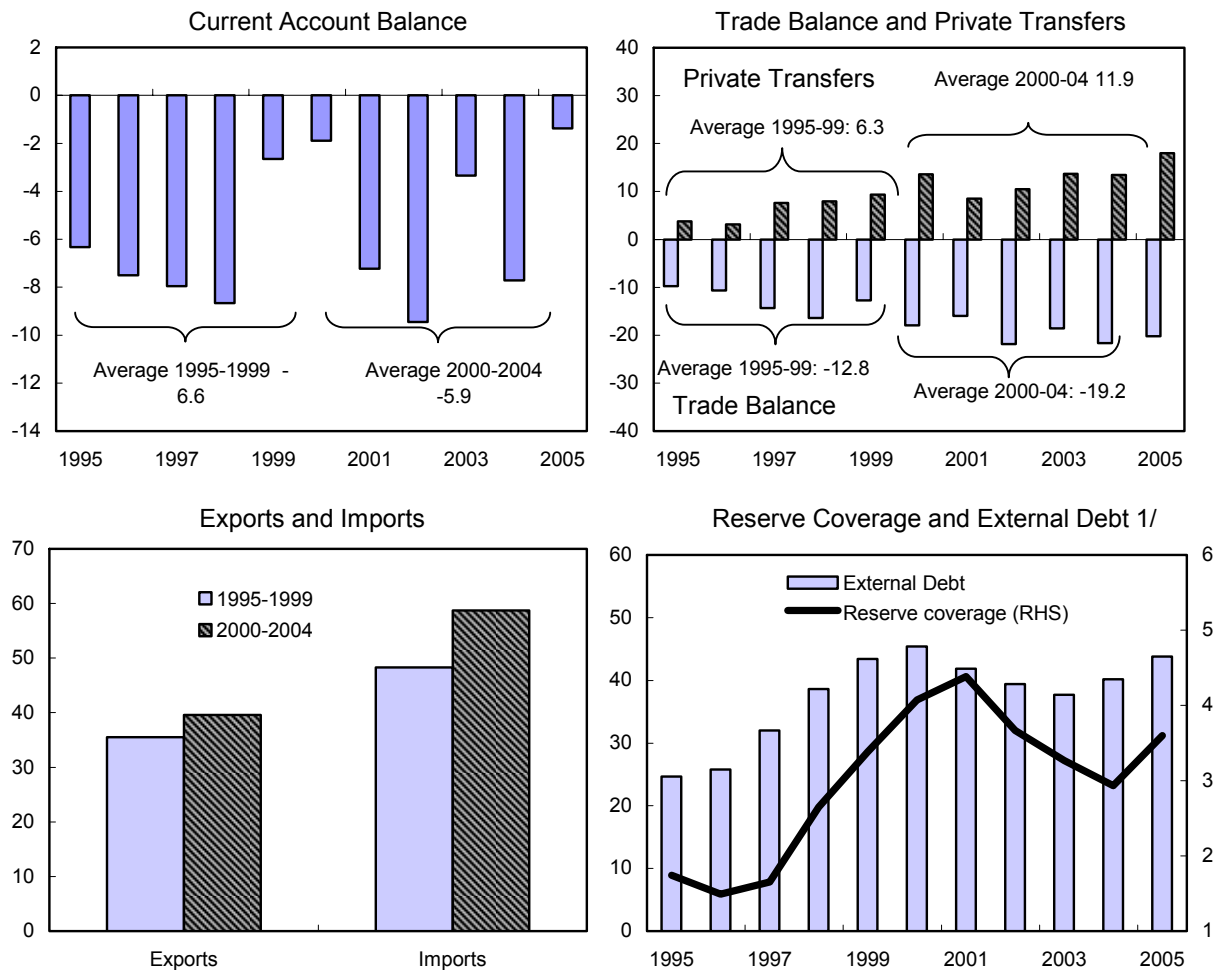 Current Account Balance
2
0
-2
-4
-6
-8
-10
-12
-14
Average 1995-1999 -
6.6
Average 2000-2004
-5.9
1995 1997 1999 2001 2003 2005
Trade Balance and Private Transfers
40
30
20
10
0
-10
-20
-30
-40
Private Transfers
Average 2000-04 11.9
Average 1995-99: 6.3
Average 1995-99: -12.8
Average 2000-04: -19.2
Trade Balance
1995 1997 1999 2001 2003 2005
Exports and Imports
70
60
50
40
30
20
10
0
1995-1999
2000-2004
Exports Imports
Reserve Coverage and External Debt 1/
60
50
40
30
20
10
0
External Debt
Reserve coverage (RHS)
6
5
4
3
2
1
1995 1997 1999 2001 2003 2005